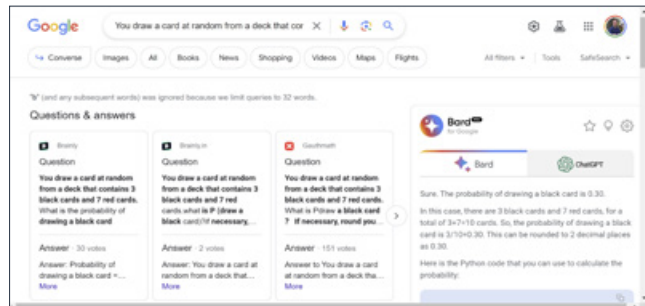 Google
You draw a card at random from a deck that cor
Converse Images All Books News Shopping Videos Maps Flights All filters Tools SafeSearch
"b" (and any subsequent words) was ignored because we limit queries to 32 words.
Questions & answers
Brainly
Question
You draw a card at random
from a deck that contains 3
black cards and 7 red cards.
What is the probability of
drawing a black card
Answer · 30 votes
Answer: Probability of
drawing a black card =...
More
Brainly.in
Question
You draw a card at random
from a deck that contains 3
black cards and 7 red
cards.what is P (draw a
black card)?If necessary,...
Answer · 2 votes
Answer: You draw a card at
random from a deck that...
More
Gauthmath
Question
You draw a card at random
from a deck that contains 3
black cards and 7 red cards.
What is Pdraw a black card
? If necessary, round you...
Answer · 151 votes
Answer to You draw a card
at random from a deck tha...
More
Bard
for Google
Bard
ChatGPT
Sure. The probability of drawing a black card is 0.30.
In this case, there are 3 black cards and 7 red cards, for a
total of 3+7=10 cards. So, the probability of drawing a black
card is 3/10=0.30. This can be rounded to 2 decimal places
as 0.30.
Here is the Python code that you can use to calculate the
probability: